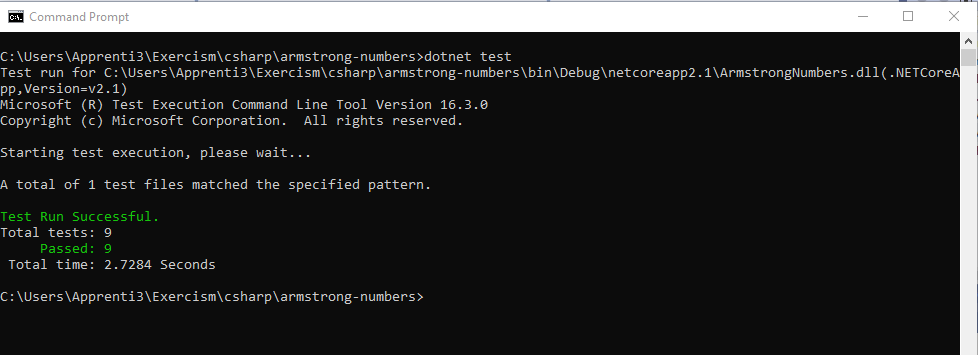 Command Prompt
C:\Users\Apprenti3\Exercism\csharp\armstrong-numbers>dotnet test
Test run for C:\Users\Apprenti3\Exercism\csharp\armstrong-numbers\bin\Debug\netcoreapp2.1\ArmstrongNumbers.dll(.NETCoreA
pp,Version=v2.1)
Microsoft (R) Test Execution Command Line Tool Version 16.3.0
Copyright (c) Microsoft Corporation.  All rights reserved.
Starting test execution, please wait...
A total of 1 test files matched the specified pattern.
Test Run Successful.
Total tests: 9
     Passed: 9
 Total time: 2.7284 Seconds
C:\Users\Apprenti3\Exercism\csharp\armstrong-numbers>